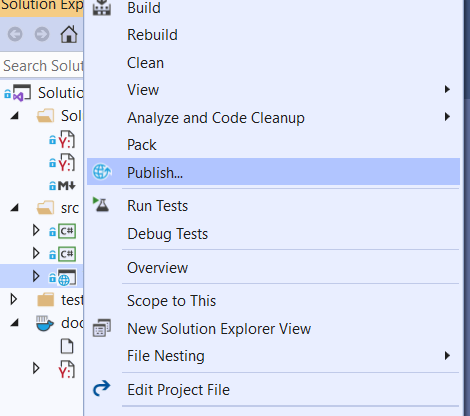 Solution Exp
Search Solut
Solution
Sol
Y:
Y:
M↓
src
C#
C#
test
doc
Y:
Build
Rebuild
Clean
View
Analyze and Code Cleanup
Pack
Publish...
Run Tests
Debug Tests
Overview
Scope to This
New Solution Explorer View
File Nesting
Edit Project File